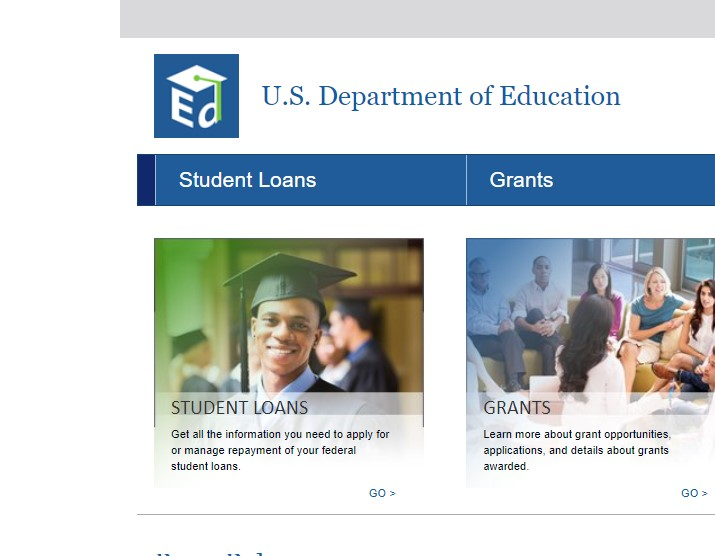 Ed
U.S. Department of Education
Student Loans
Grants
STUDENT LOANS
Get all the information you need to apply for
or manage repayment of your federal
student loans.
GO >
GRANTS
Learn more about grant opportunities,
applications, and details about grants
awarded.
GO >